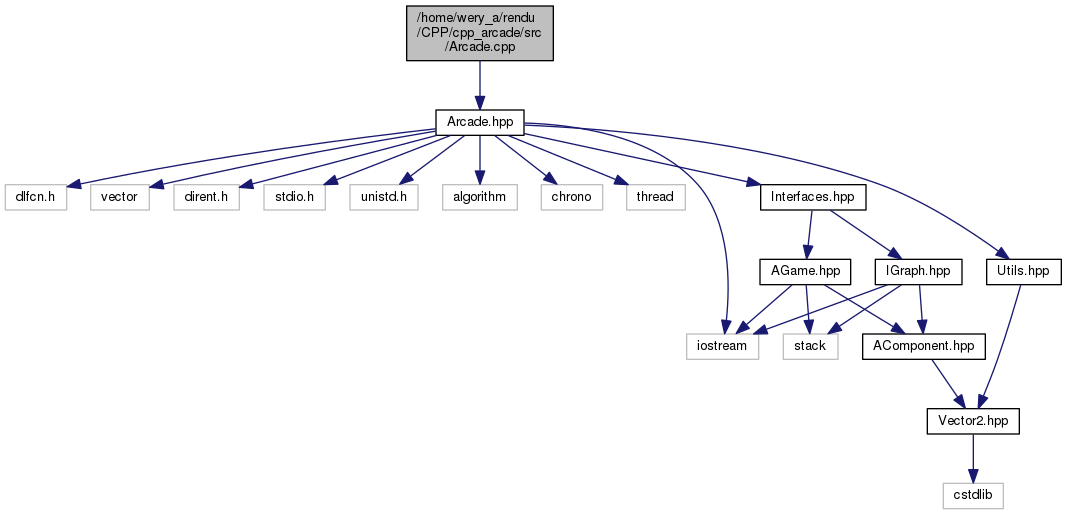 /home/wery_a/rendu
/CPP/cpp_arcade/src
/Arcade.cpp
Arcade.hpp
dlfcn.h
vector
dirent.h
stdio.h
unistd.h
algorithm
chrono
thread
Interfaces.hpp
AGame.hpp
IGraph.hpp
Utils.hpp
iostream
stack
AComponent.hpp
Vector2.hpp
cstdlib